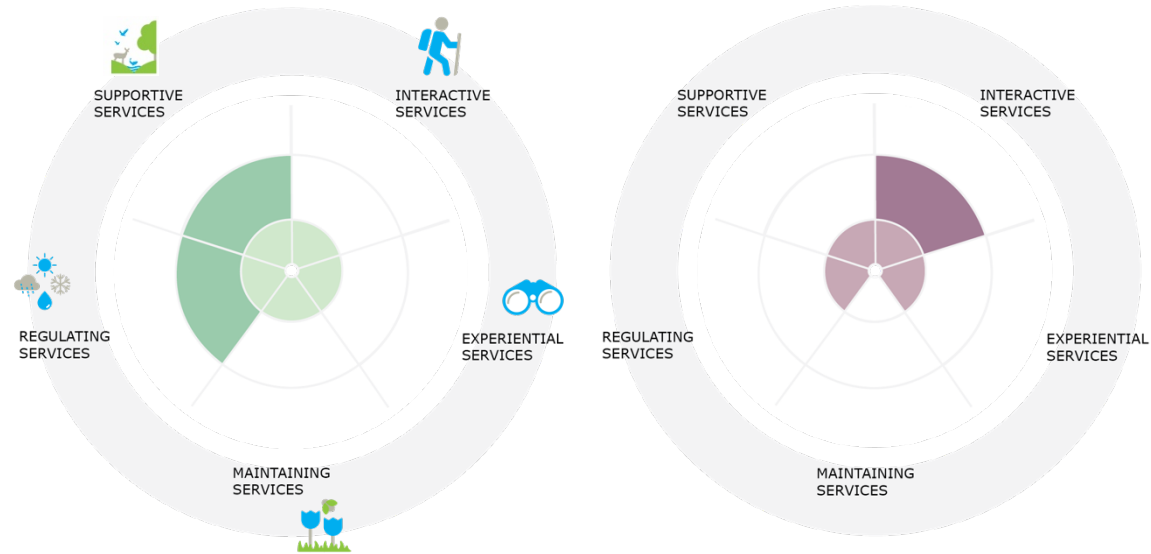 SUPPORTIVE
SERVICES
INTERACTIVE
SERVICES
REGULATING
SERVICES
EXPERIENTIAL
SERVICES
MAINTAINING
SERVICES
SUPPORTIVE
SERVICES
INTERACTIVE
SERVICES
REGULATING
SERVICES
EXPERIENTIAL
SERVICES
MAINTAINING
SERVICES